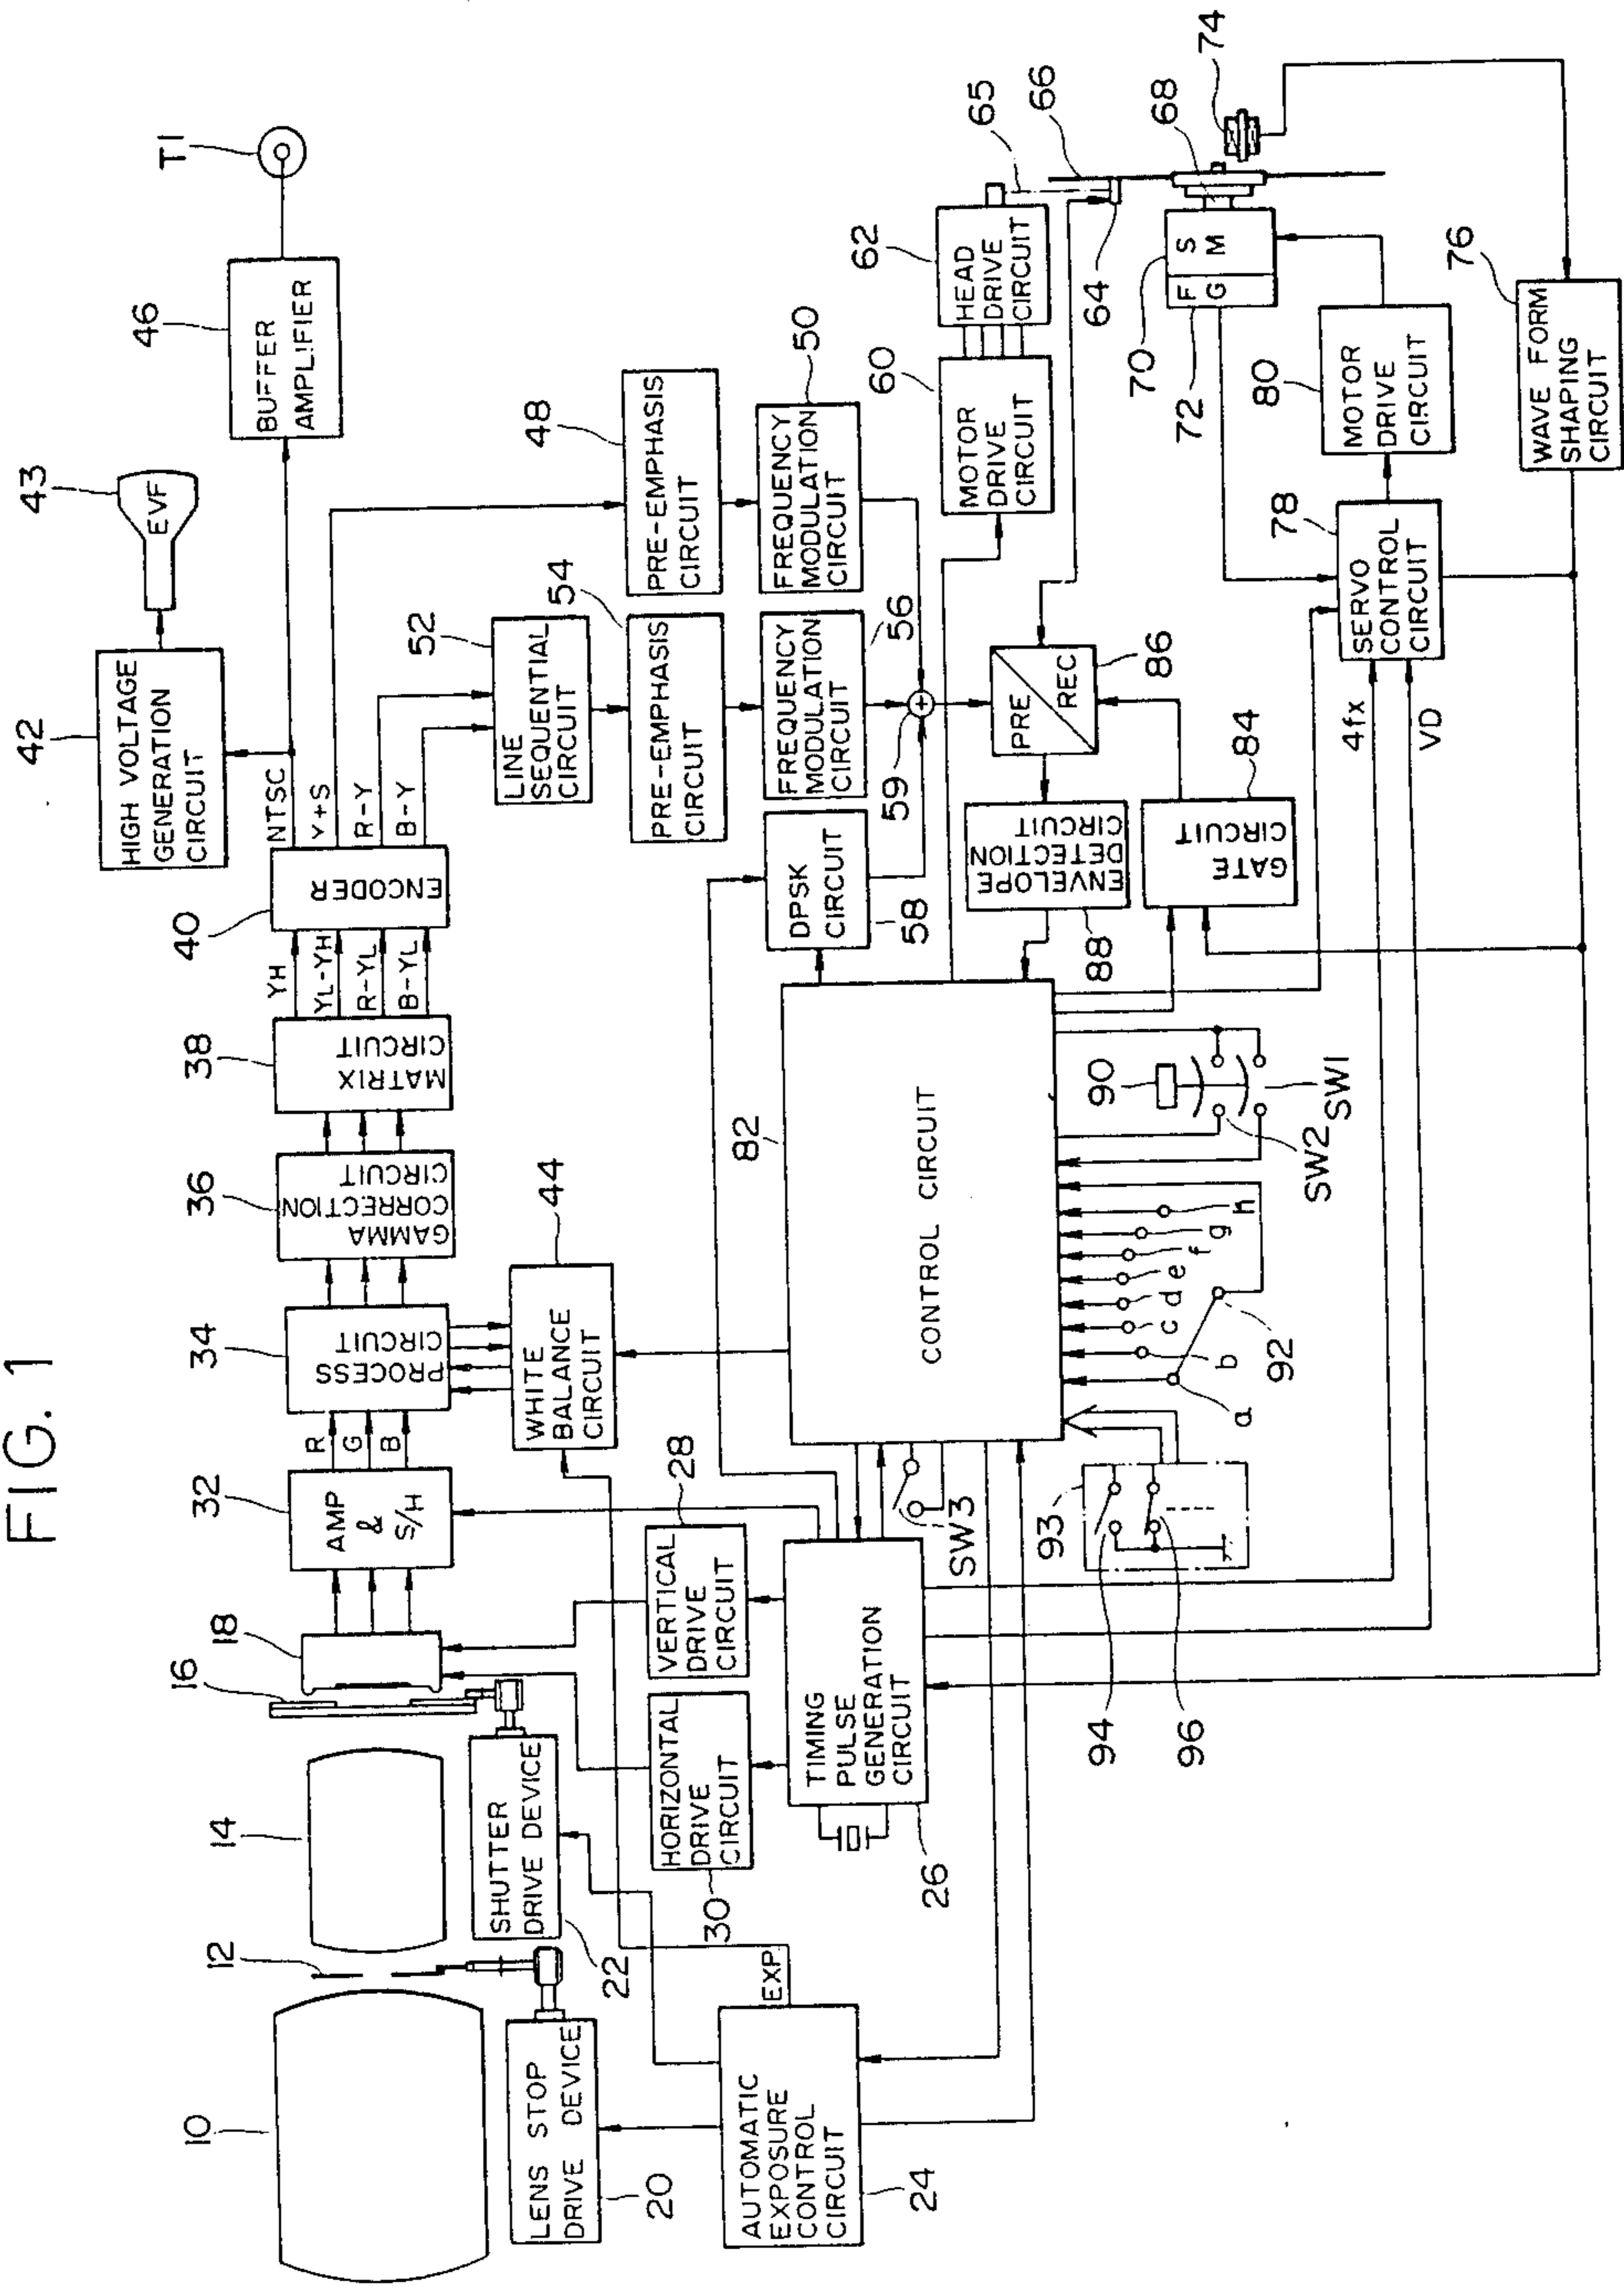 FIG. 1
10
12
14
16
18
32
34
36
38
40
42
43
46
T1
LENS STOP
DRIVE DEVICE
20
SHUTTER
DRIVE DEVICE
22
AMP
&
S/H
R
G
B
PROCESS
CIRCUIT
GAMMA
CORRECTION
CIRCUIT
MATRIX
CIRCUIT
YH
YL-YH
R-YL
B-YL
ENCODER
NTSC
Y+S
R-Y
B-Y
HIGH VOLTAGE
GENERATION
CIRCUIT
EVF
BUFFER
AMPLIFIER
AUTOMATIC
EXPOSURE
CONTROL
CIRCUIT
24
EXP
HORIZONTAL
DRIVE
CIRCUIT
30
VERTICAL
DRIVE
CIRCUIT
28
WHITE
BALANCE
CIRCUIT
44
LINE
SEQUENTIAL
CIRCUIT
52
PRE-EMPHASIS
CIRCUIT
54
PRE-EMPHASIS
CIRCUIT
48
FREQUENCY
MODULATION
CIRCUIT
56
FREQUENCY
MODULATION
CIRCUIT
50
TIMING
PULSE
GENERATION
CIRCUIT
26
SW3
CONTROL CIRCUIT
82
DPSK
CIRCUIT
58
59
+
MOTOR
DRIVE
CIRCUIT
60
HEAD
DRIVE
CIRCUIT
62
64
65
66
68
PRE
REC
86
ENVELOPE
DETECTION
CIRCUIT
88
GATE
CIRCUIT
84
F
G
S
M
70
72
74
93
94
96
a
b
c
d
e
f
g
h
92
90
SW2
SW1
4fx
VD
SERVO
CONTROL
CIRCUIT
78
MOTOR
DRIVE
CIRCUIT
80
WAVE FORM
SHAPING
CIRCUIT
76